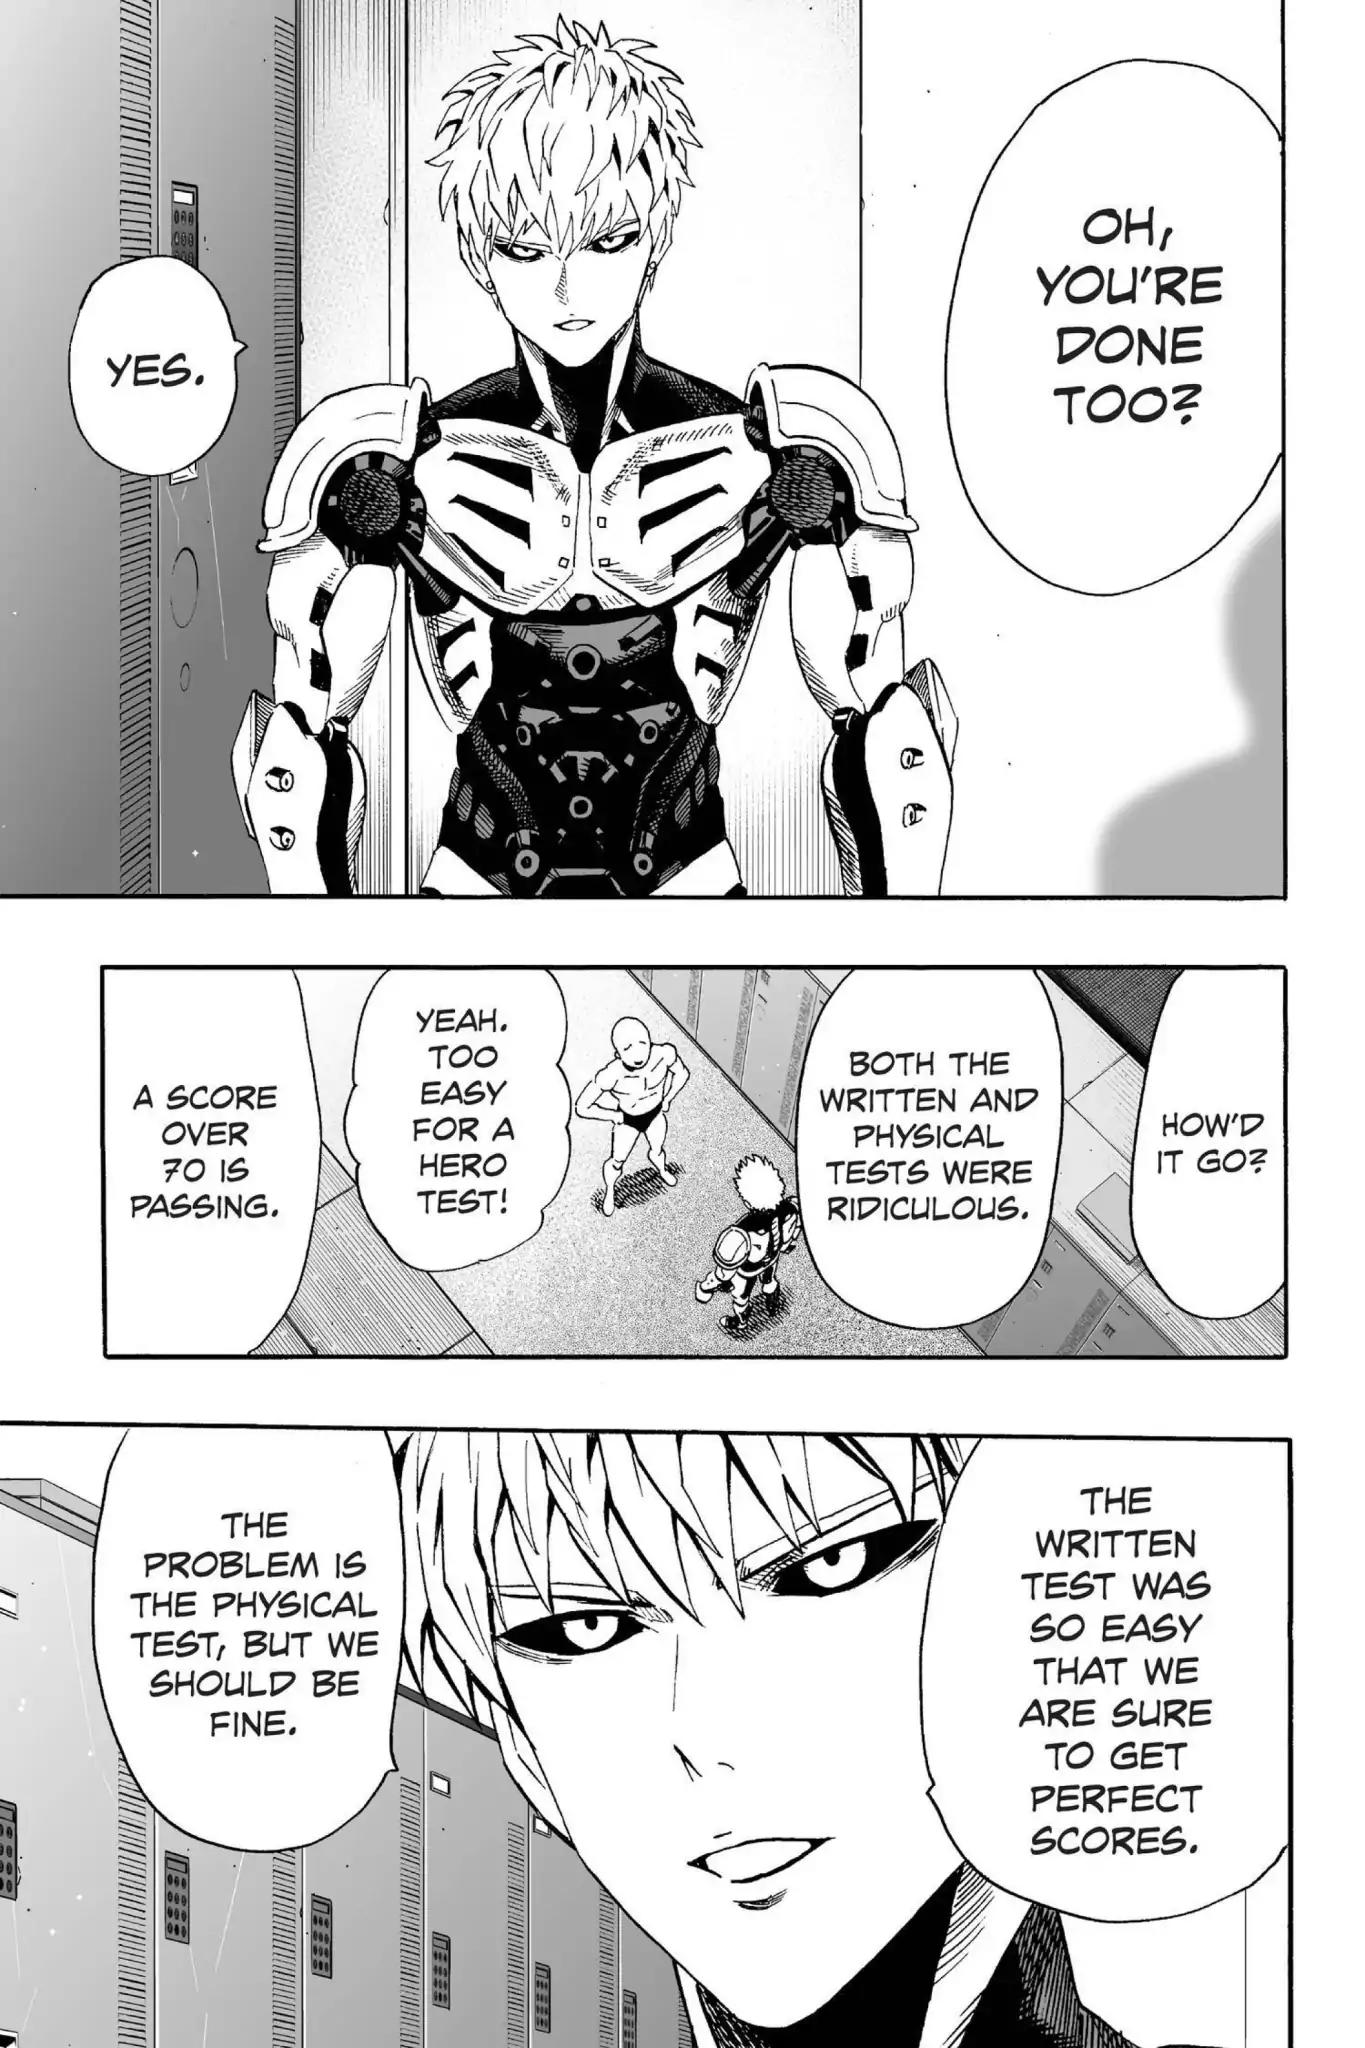 OH,
YOU'RE
DONE
TOO?
YES.
HOW'D
IT GO?
BOTH THE
WRITTEN AND
PHYSICAL
TESTS WERE
RIDICULOUS.
YEAH.
TOO
EASY
FOR A
HERO
TEST!
A SCORE
OVER
70 IS
PASSING.
THE
WRITTEN
TEST WAS
SO EASY
THAT WE
ARE SURE
TO GET
PERFECT
SCORES.
THE
PROBLEM IS
THE PHYSICAL
TEST, BUT WE
SHOULD BE
FINE.